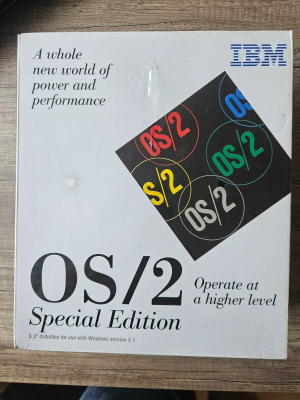 A whole
new world of
power and
performance
IBM
OS/2
OS
OS/2
S/2
OS/2
OS/2
Special Edition
Operate at
a higher level
3.5" diskettes for use with Windows version 3.1